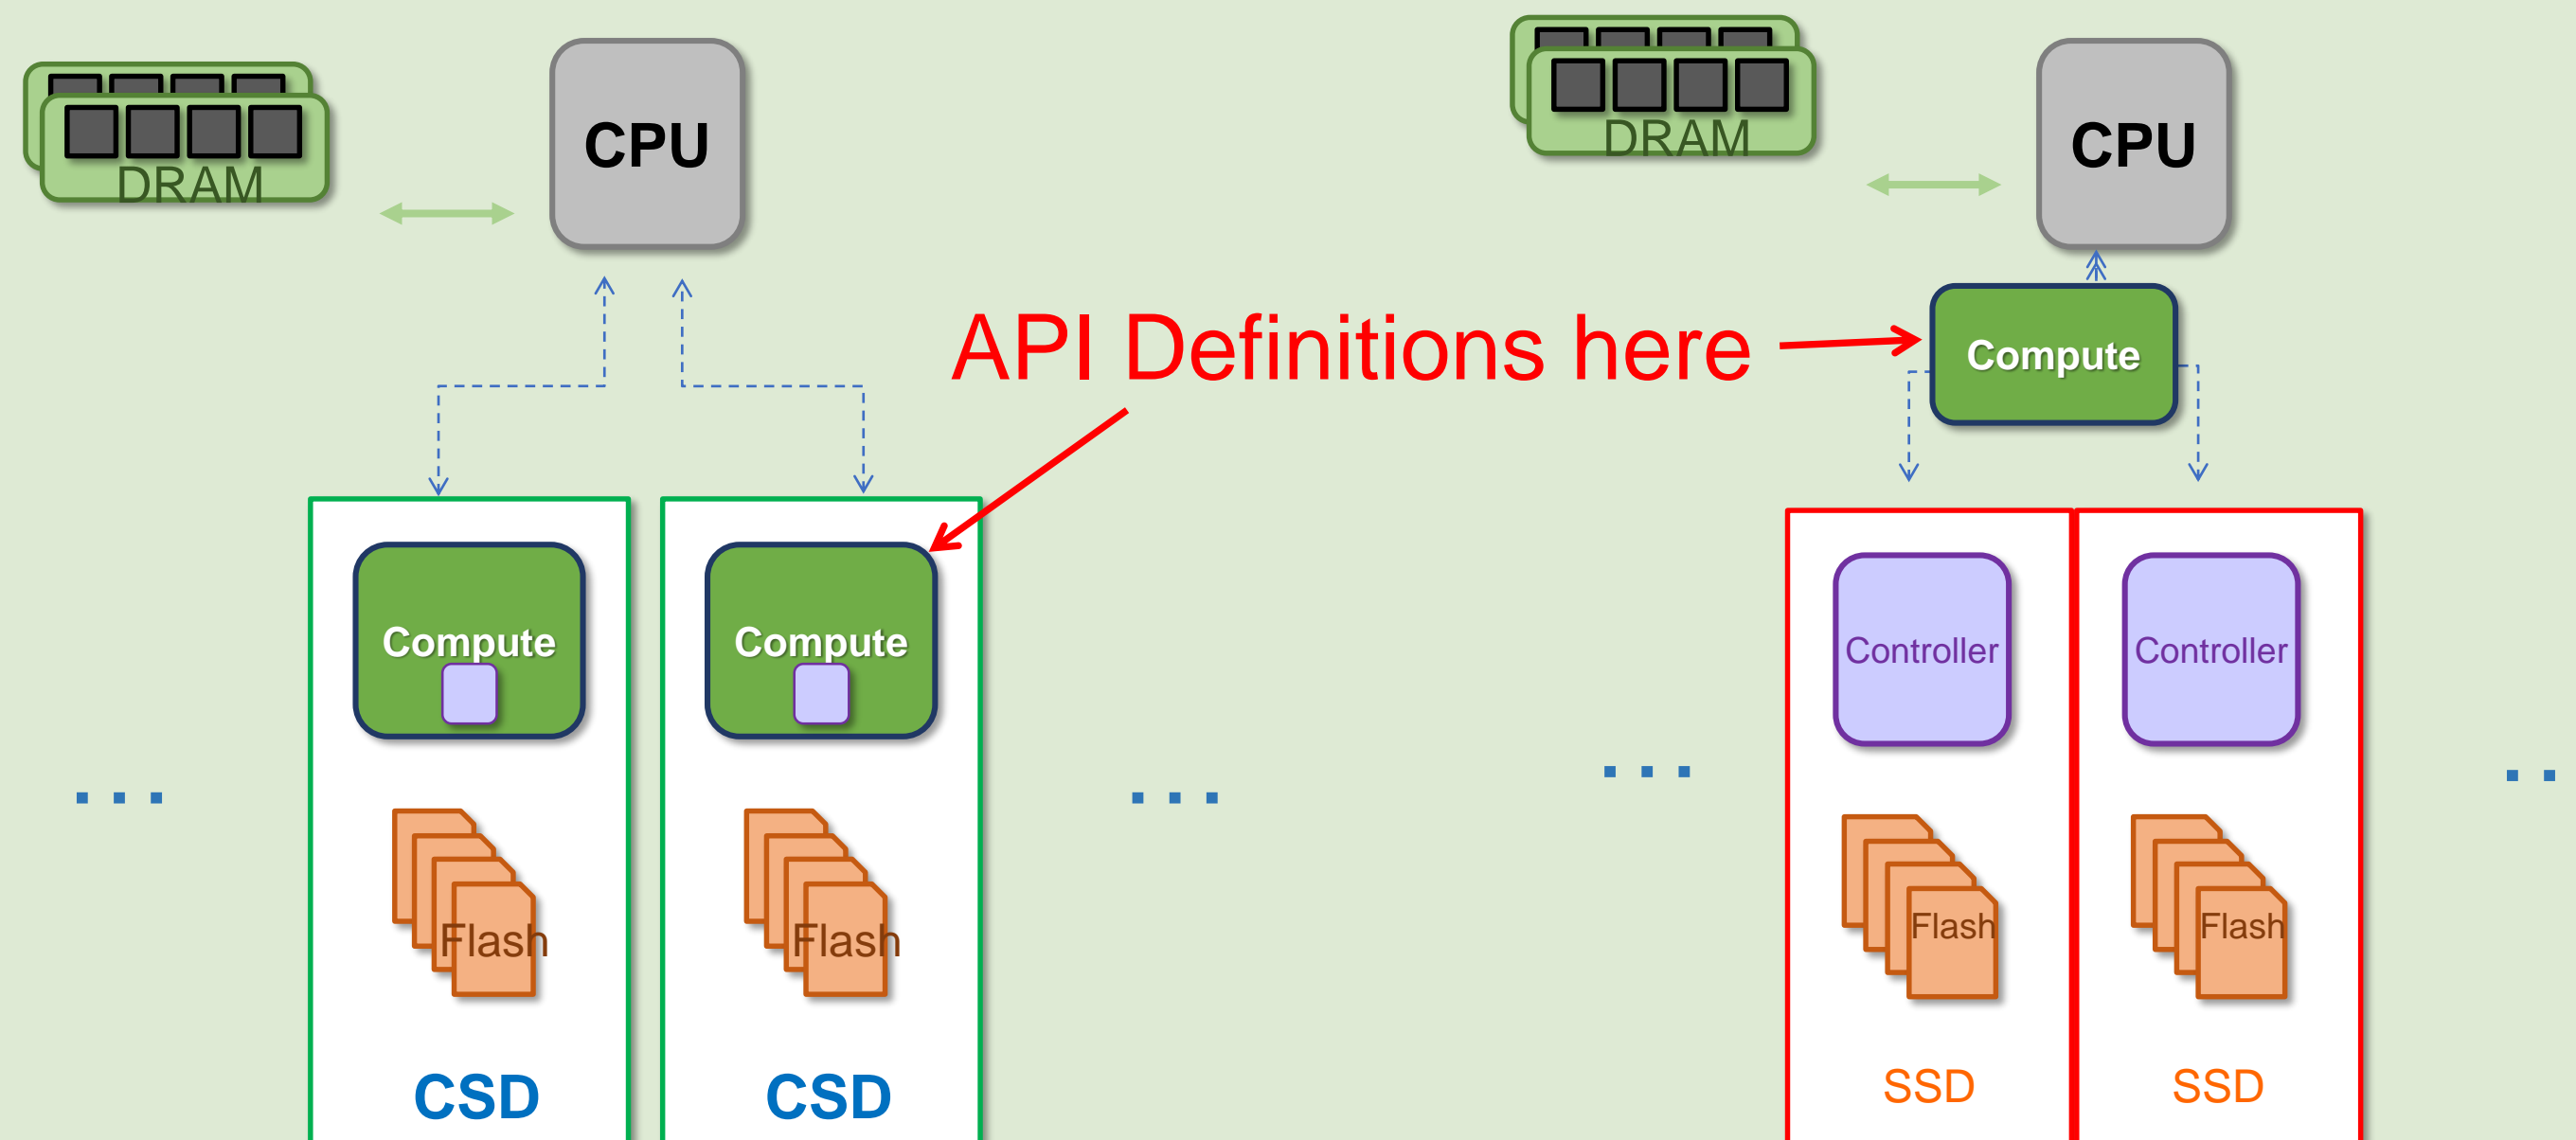 DRAM
CPU
DRAM
CPU
API Definitions here
Compute
Compute
Compute
Controller
Controller
Flash
Flash
Flash
Flash
CSD
CSD
SSD
SSD